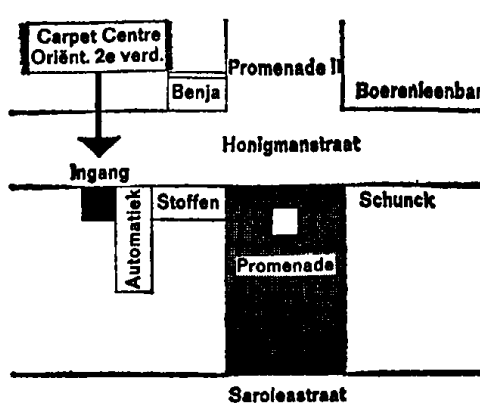 Carpet Centre
Oriënt. 2e verd.
Promenade II
Benja
Boerenleenban
Honigmanstraat
Ingang
Automatiek
Stoffen
Schunck
Promenade
Saroleastraat